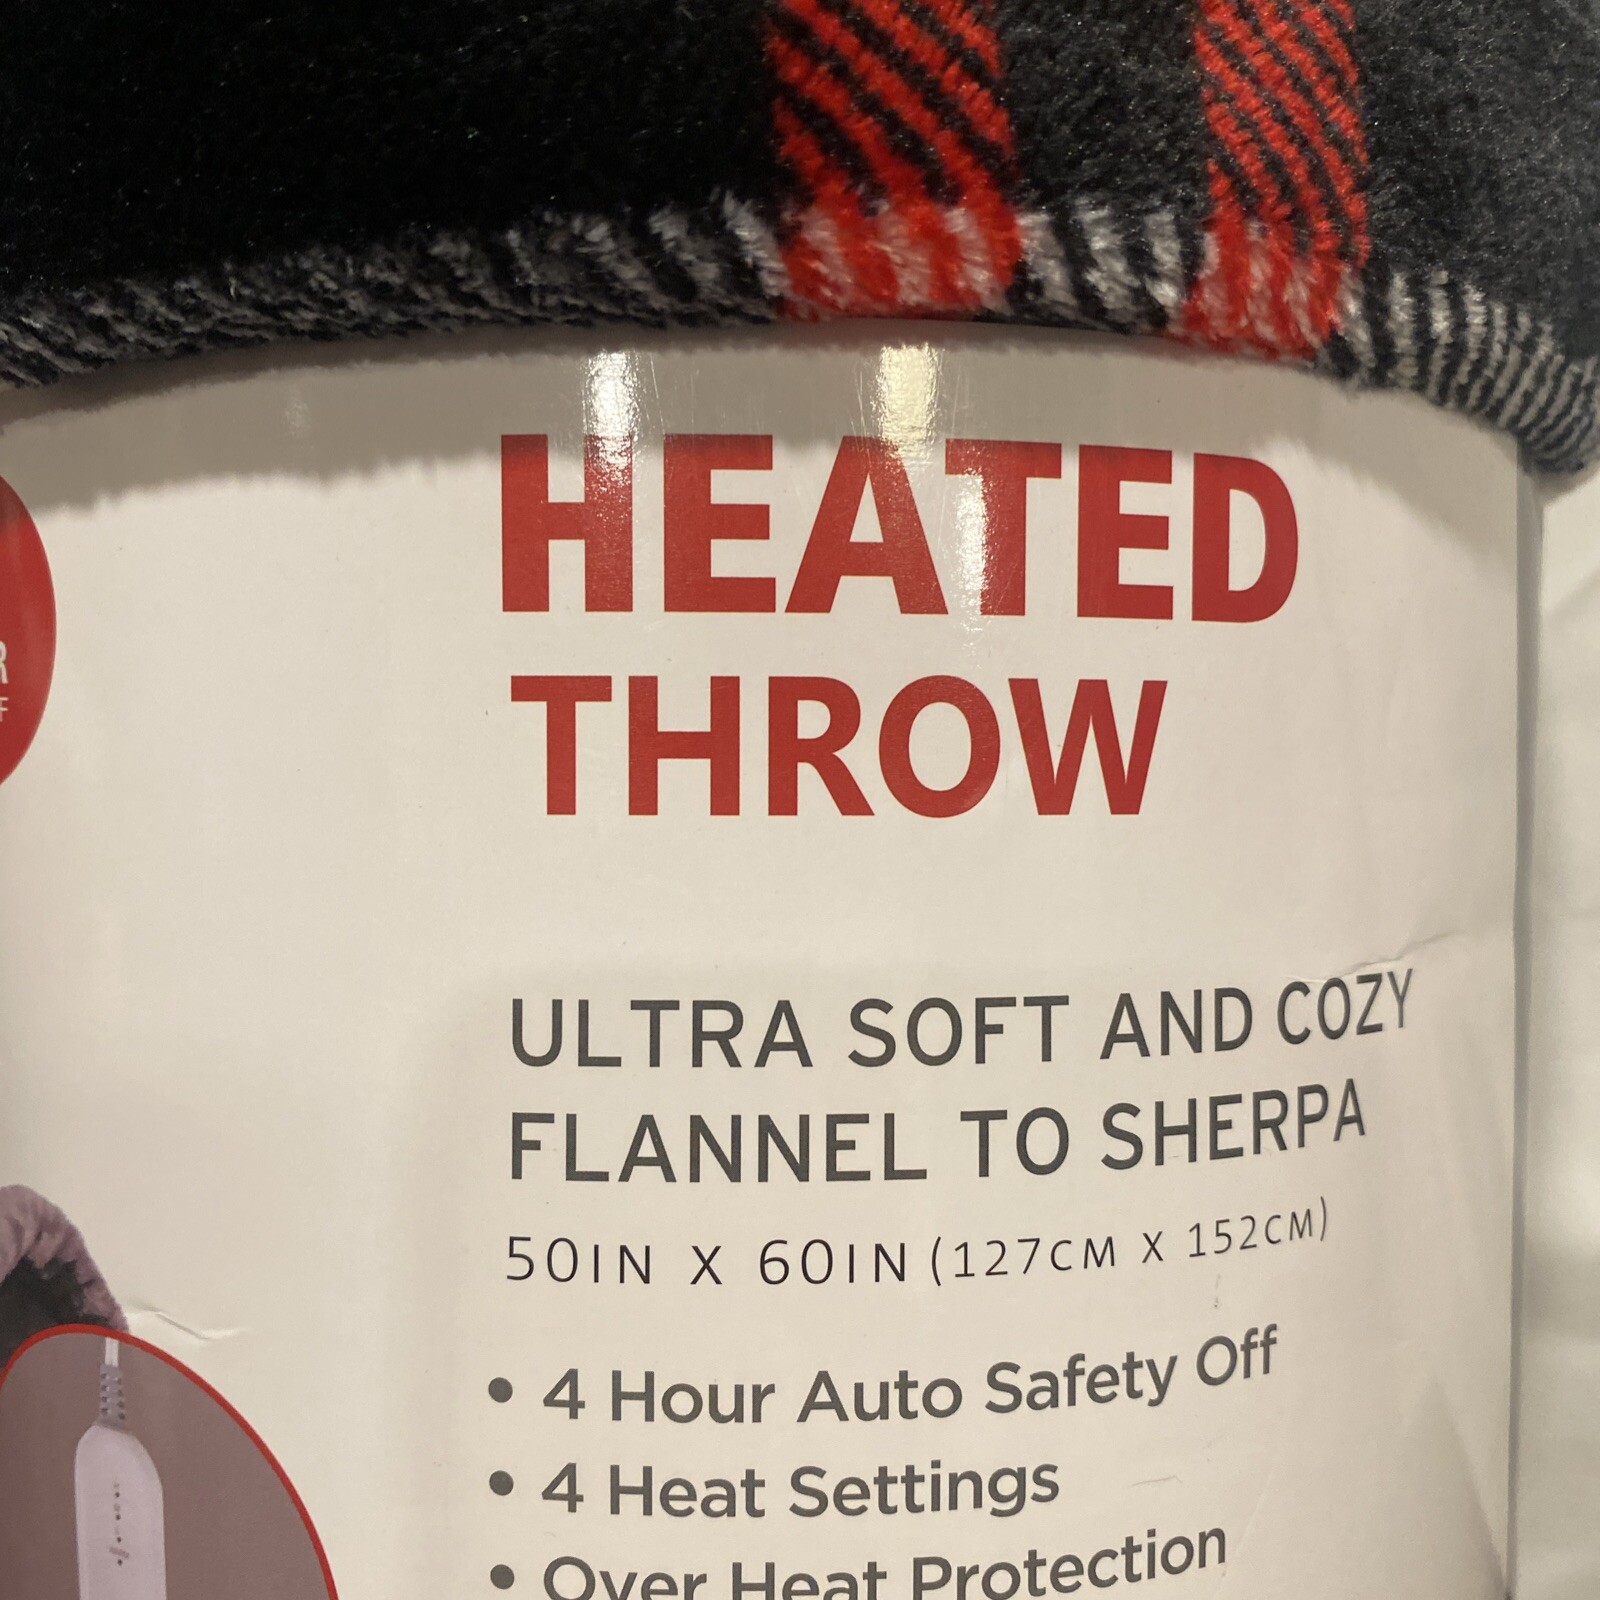 HEATED
THROW
ULTRA SOFT AND COZY
FLANNEL TO SHERPA
50IN X 60IN (127CM X 152CM)
• 4 Hour Auto Safety Off
• 4 Heat Settings
• Over Heat Protection